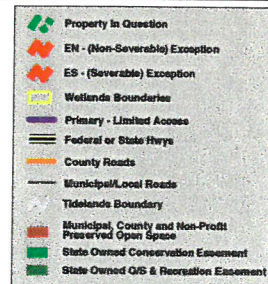 Property In Question
EN - (Non-Severable) Exception
ES - (Severable) Exception
Wetlands Boundaries
Primary - Limited Access
Federal or State Hwys
County Roads
Municipal/Local Roads
Tidelands Boundary
Municipal, County and Non-Profit
Preserved Open Space
State Owned Conservation Easement
State Owned O/S & Recreation Easement